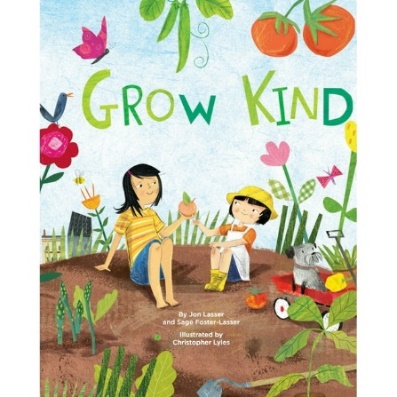 GROW KIND
By Jon Lasser
and Sage Foster-Lasser
Illustrated by
Christopher Lyles